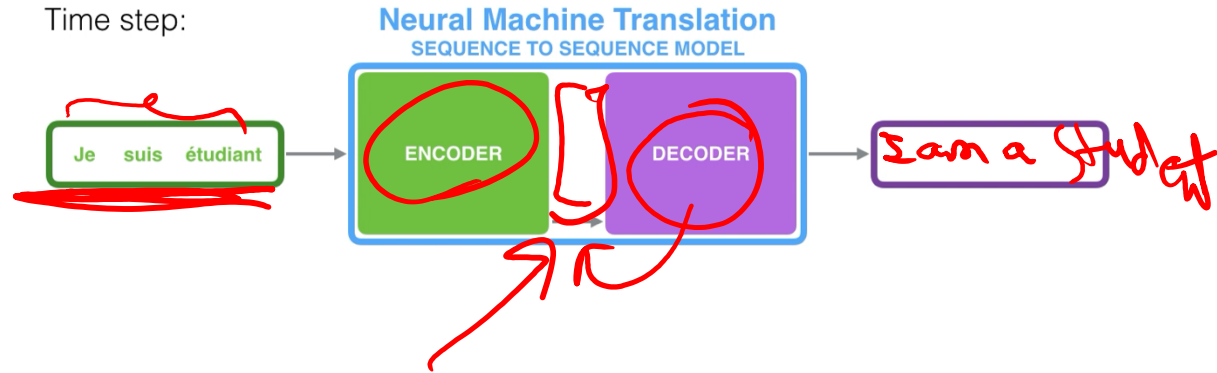 Time step:
Neural Machine Translation
SEQUENCE TO SEQUENCE MODEL
Je suis étudiant
ENCODER
DECODER
I am a Student